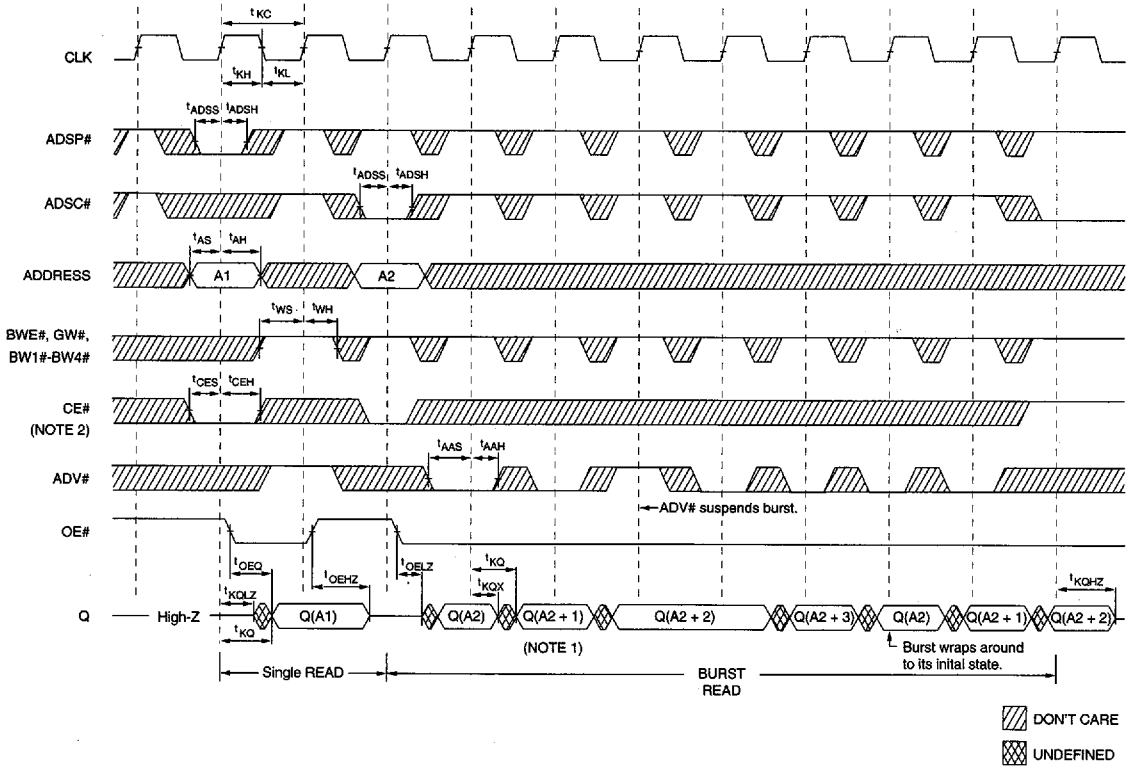 tKC
CLK
tKH tKL
tADSS tADSH
ADSP#
tADSS tADSH
ADSC#
tAS tAH
ADDRESS A1 A2
tWS tWH
BWE#, GW#,
BW1#-BW4#
tCES tCEH
CE#
(NOTE 2)
tAAS tAAH
ADV#
ADV# suspends burst.
OE#
tOEQ tOEHZ tOELZ tKQ
tKQLZ tKQX tKQHZ
Q High-Z Q(A1) Q(A2) Q(A2 + 1) Q(A2 + 2) Q(A2 + 3) Q(A2) Q(A2 + 1) Q(A2 + 2)
tKQ
(NOTE 1)
Burst wraps around
to its inital state.
Single READ BURST
READ
DON'T CARE
UNDEFINED